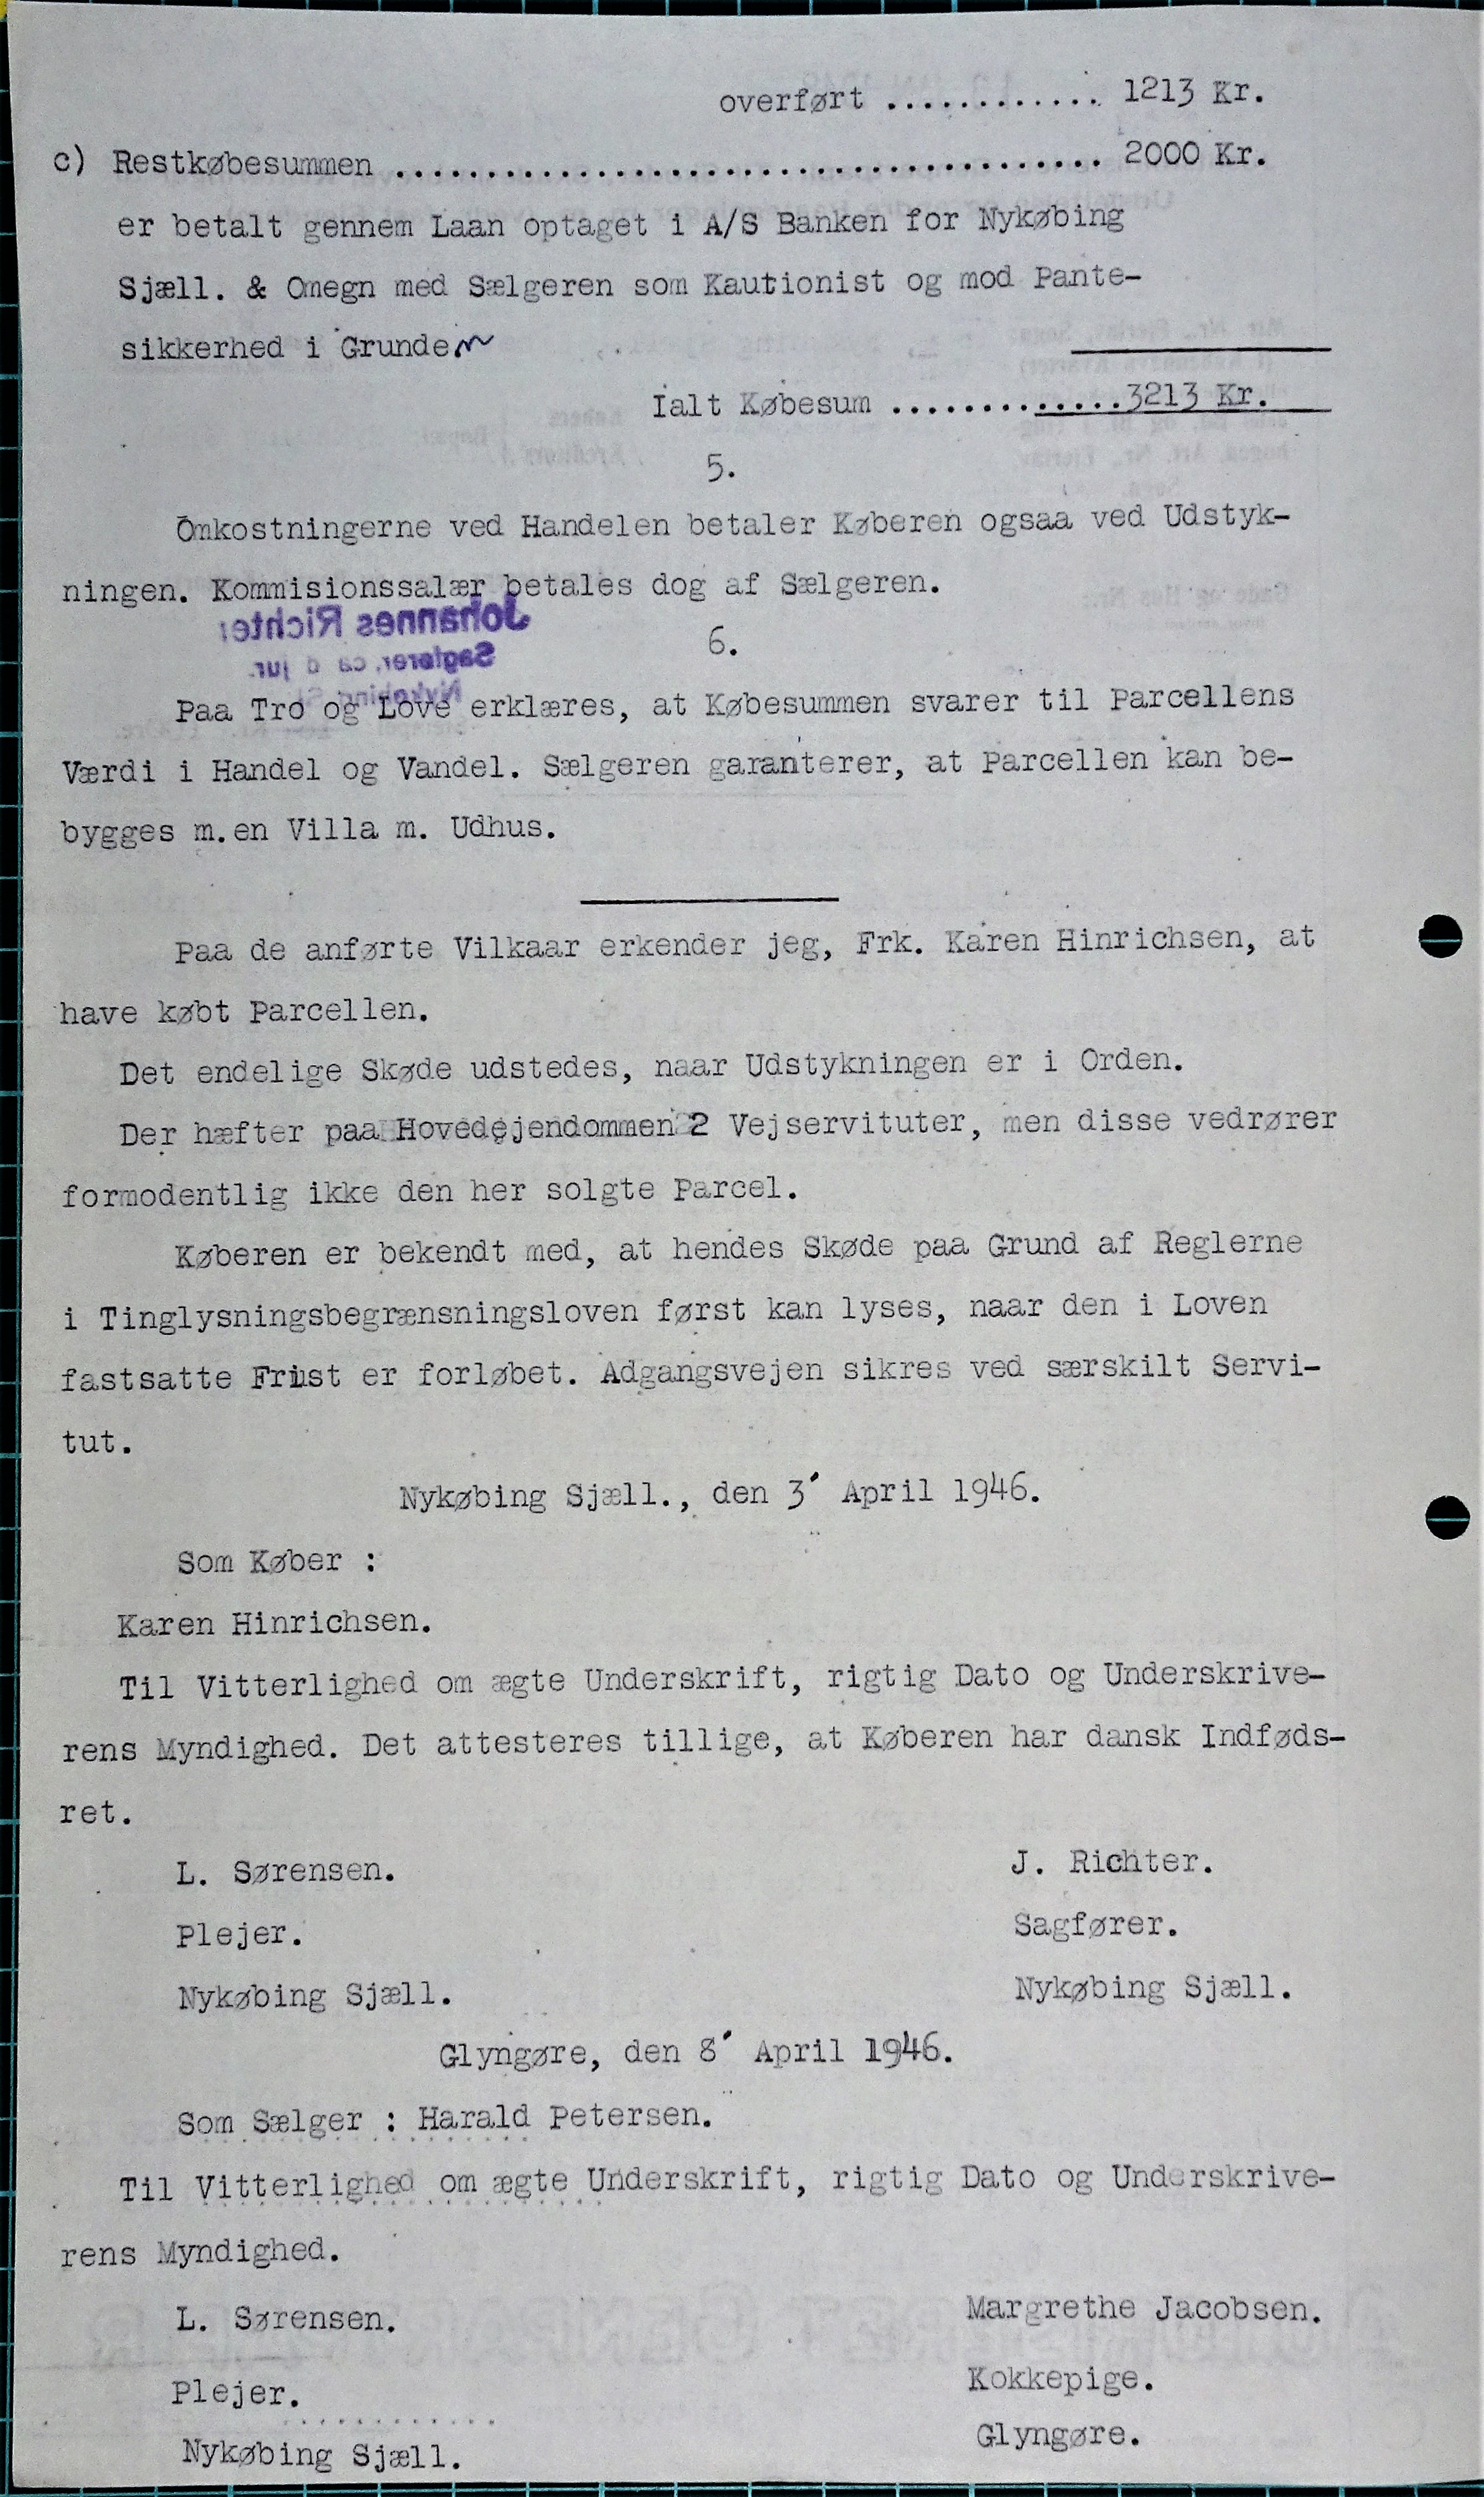 overført ............ 1213 Kr.
c) Restkøbesummen ....................................... 2000 Kr.
er betalt gennem Laan optaget i A/S Banken for Nykøbing
Sjæll. & Omegn med Sælgeren som Kautionist og mod Pante-
sikkerhed i Grunden
Ialt Købesum .............3213 Kr.
5.
Omkostningerne ved Handelen betaler Køberen ogsaa ved Udstyk-
ningen. Kommisionssalær betales dog af Sælgeren.
Johannes Richter
Sagfører, cand jur.
Nykøbing Sj.
6.
Paa Tro og Love erklæres, at Købesummen svarer til Parcellens
Værdi i Handel og Vandel. Sælgeren garanterer, at Parcellen kan be-
bygges m.en Villa m. Udhus.
Paa de anførte Vilkaar erkender jeg, Frk. Karen Hinrichsen, at
have købt Parcellen.
Det endelige Skøde udstedes, naar Udstykningen er i Orden.
Der hæfter paa Hovedejendommen 2 Vejservituter, men disse vedrører
formodentlig ikke den her solgte Parcel.
Køberen er bekendt med, at hendes Skøde paa Grund af Reglerne
i Tinglysningsbegrænsningsloven først kan lyses, naar den i Loven
fastsatte Frist er forløbet. Adgangsvejen sikres ved særskilt Servi-
tut.
Nykøbing Sjæll., den 3' April 1946.
Som Køber :
Karen Hinrichsen.
Til Vitterlighed om ægte Underskrift, rigtig Dato og Underskrive-
rens Myndighed. Det attesteres tillige, at Køberen har dansk Indføds-
ret.
L. Sørensen. J. Richter.
Plejer. Sagfører.
Nykøbing Sjæll. Nykøbing Sjæll.
Glyngøre, den 8' April 1946.
Som Sælger : Harald Petersen.
Til Vitterlighed om ægte Underskrift, rigtig Dato og Underskrive-
rens Myndighed.
L. Sørensen. Margrethe Jacobsen.
Plejer. Kokkepige.
Nykøbing Sjæll. Glyngøre.